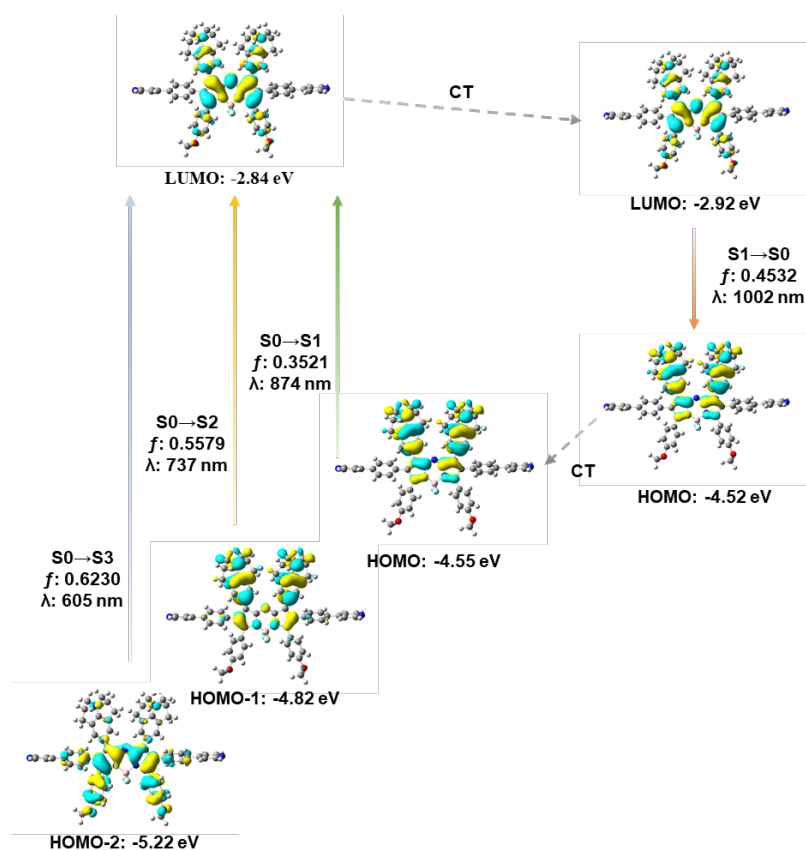 CT
LUMO: -2.84 eV
LUMO: -2.92 eV
S1→S0
f: 0.4532
λ: 1002 nm
S0→S1
f: 0.3521
λ: 874 nm
S0→S2
f: 0.5579
λ: 737 nm
CT
HOMO: -4.52 eV
HOMO: -4.55 eV
S0→S3
f: 0.6230
λ: 605 nm
HOMO-1: -4.82 eV
HOMO-2: -5.22 eV